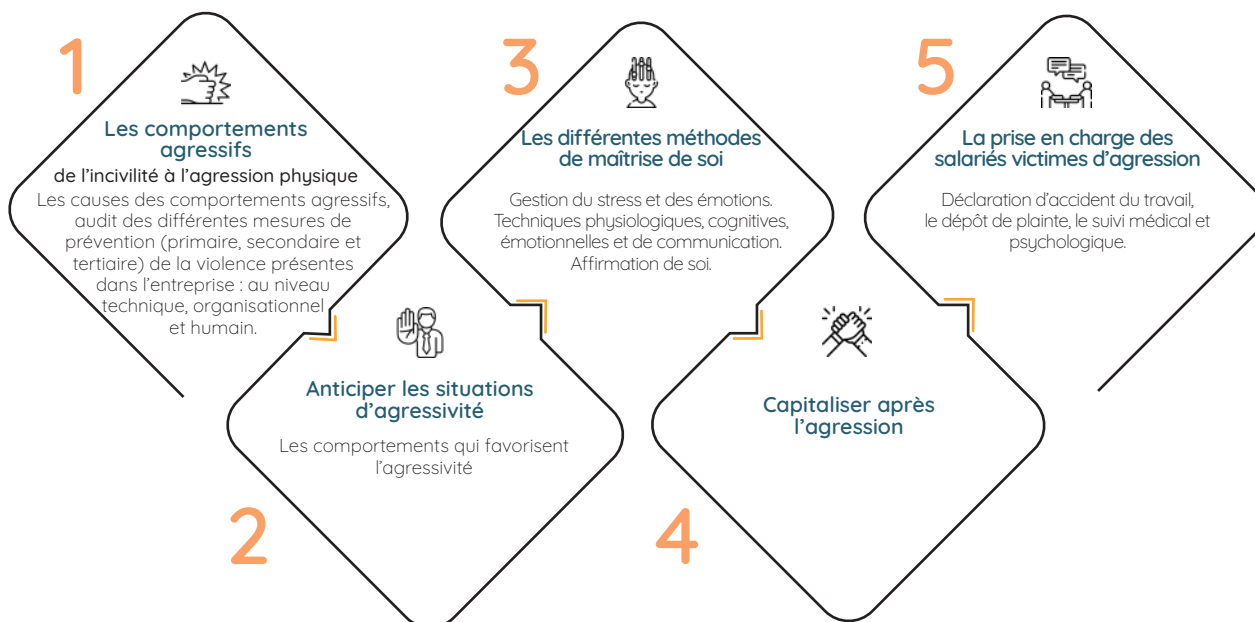 1
Les comportements
agressifs
de l'incivilité à l'agression physique
Les causes des comportements agressifs,
audit des différentes mesures de
prévention (primaire, secondaire et
tertiaire) de la violence présentes
dans l'entreprise : au niveau
technique, organisationnel
et humain.
2
Anticiper les situations
d'agressivité
Les comportements qui favorisent
l'agressivité
3
Les différentes méthodes
de maîtrise de soi
Gestion du stress et des émotions.
Techniques physiologiques, cognitives,
émotionnelles et de communication.
Affirmation de soi.
4
Capitaliser après
l'agression
5
La prise en charge des
salariés victimes d'agression
Déclaration d'accident du travail,
le dépôt de plainte, le suivi médical et
psychologique.